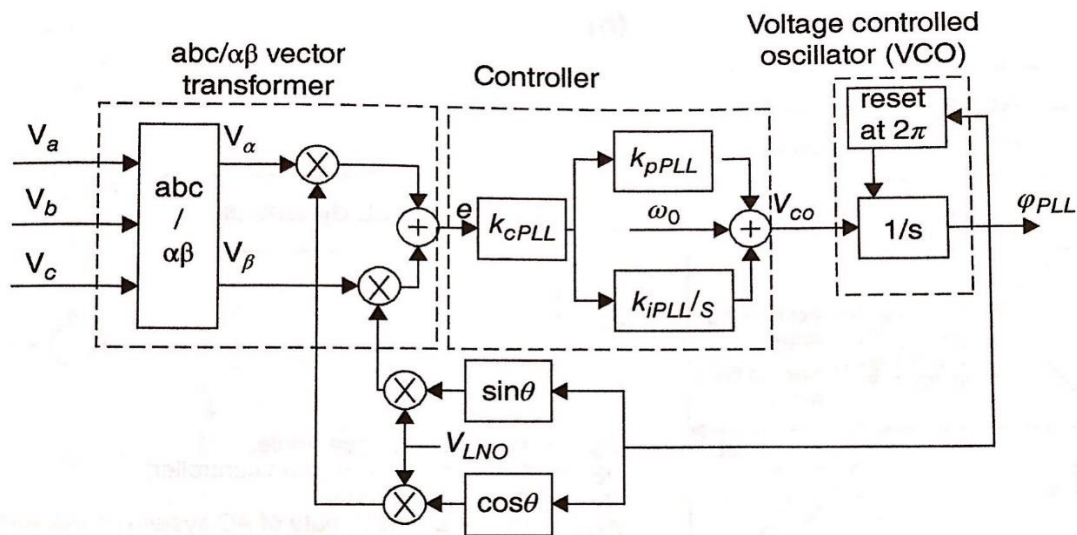 Voltage controlled
oscillator (VCO)
abc/αβ vector
transformer
Controller
reset
at 2π
V_a
V_α
k_pPLL
V_b
abc
/
αβ
e
k_cPLL
ω_0
V_co
1/s
φ_PLL
V_c
V_β
k_iPLL/S
sinθ
V_LNO
cosθ